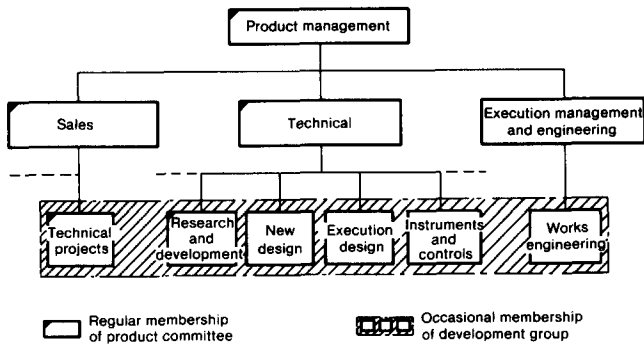 Product management
Sales
Technical
Execution management
and engineering
Technical
projects
Research
and
development
New
design
Execution
design
Instruments
and
controls
Works
engineering
Regular membership
of product committee
Occasional membership
of development group